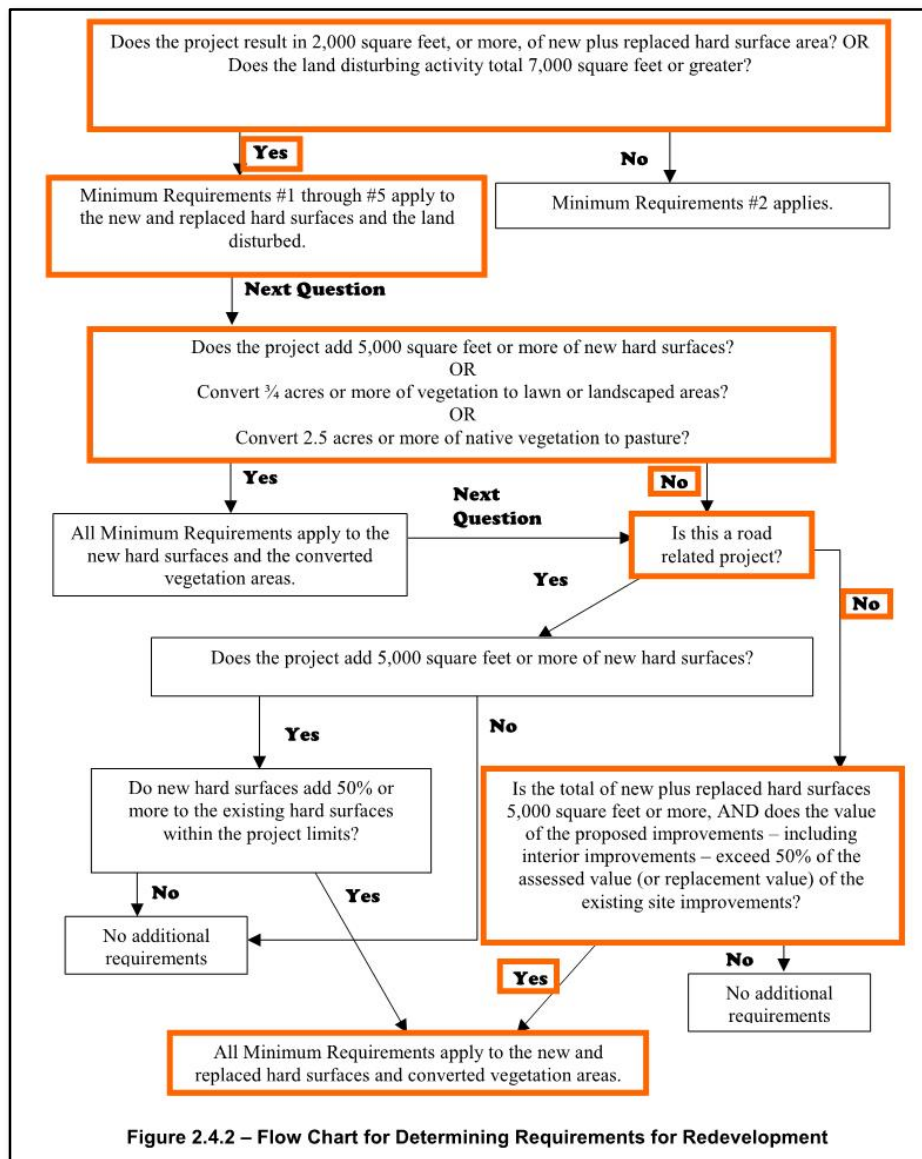 Does the project result in 2,000 square feet, or more, of new plus replaced hard surface area? OR
Does the land disturbing activity total 7,000 square feet or greater?
Yes
No
Minimum Requirements #1 through #5 apply to
the new and replaced hard surfaces and the land
disturbed.
Minimum Requirements #2 applies.
Next Question
Does the project add 5,000 square feet or more of new hard surfaces?
OR
Convert ¾ acres or more of vegetation to lawn or landscaped areas?
OR
Convert 2.5 acres or more of native vegetation to pasture?
Yes
No
Next
Question
All Minimum Requirements apply to the
new hard surfaces and the converted
vegetation areas.
Is this a road
related project?
Yes
No
Does the project add 5,000 square feet or more of new hard surfaces?
Yes
No
Do new hard surfaces add 50% or
more to the existing hard surfaces
within the project limits?
Is the total of new plus replaced hard surfaces
5,000 square feet or more, AND does the value
of the proposed improvements – including
interior improvements – exceed 50% of the
assessed value (or replacement value) of the
existing site improvements?
No
Yes
No additional
requirements
Yes
No
No additional
requirements
All Minimum Requirements apply to the new and
replaced hard surfaces and converted vegetation areas.
Figure 2.4.2 – Flow Chart for Determining Requirements for Redevelopment